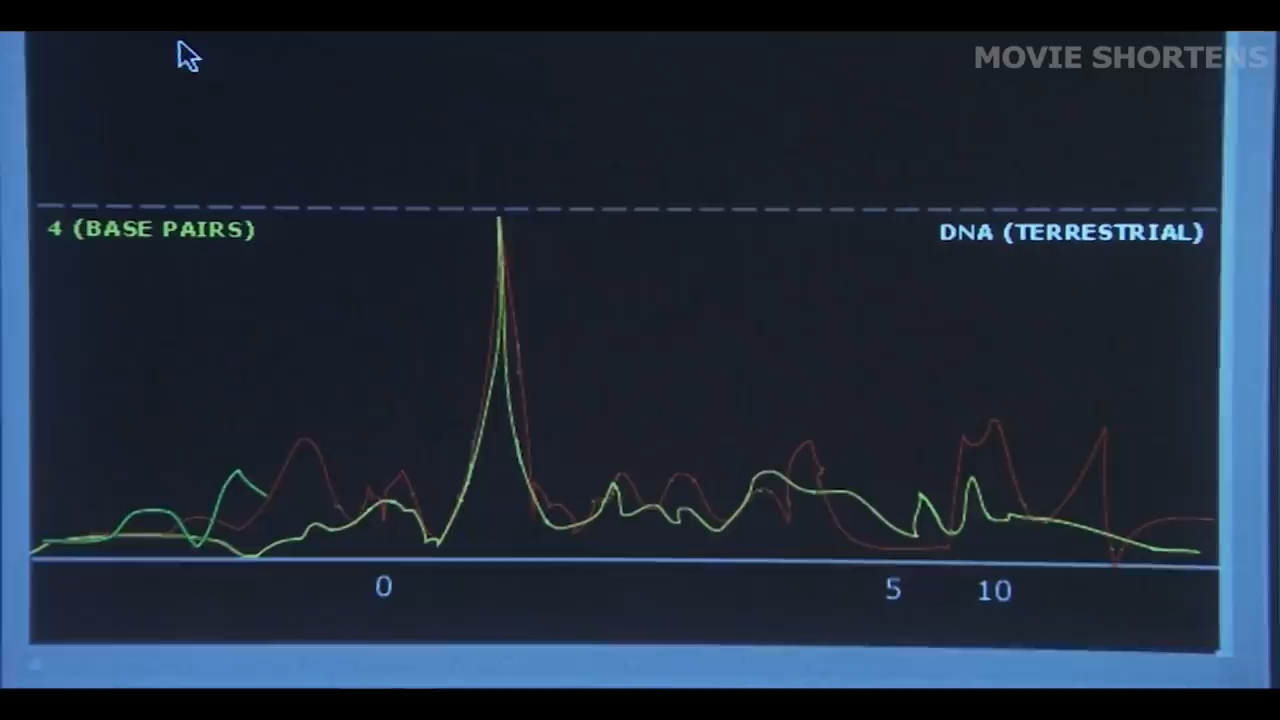 MOVIE SHORTENS
4 (BASE PAIRS)
DNA (TERRESTRIAL)
0
5
10